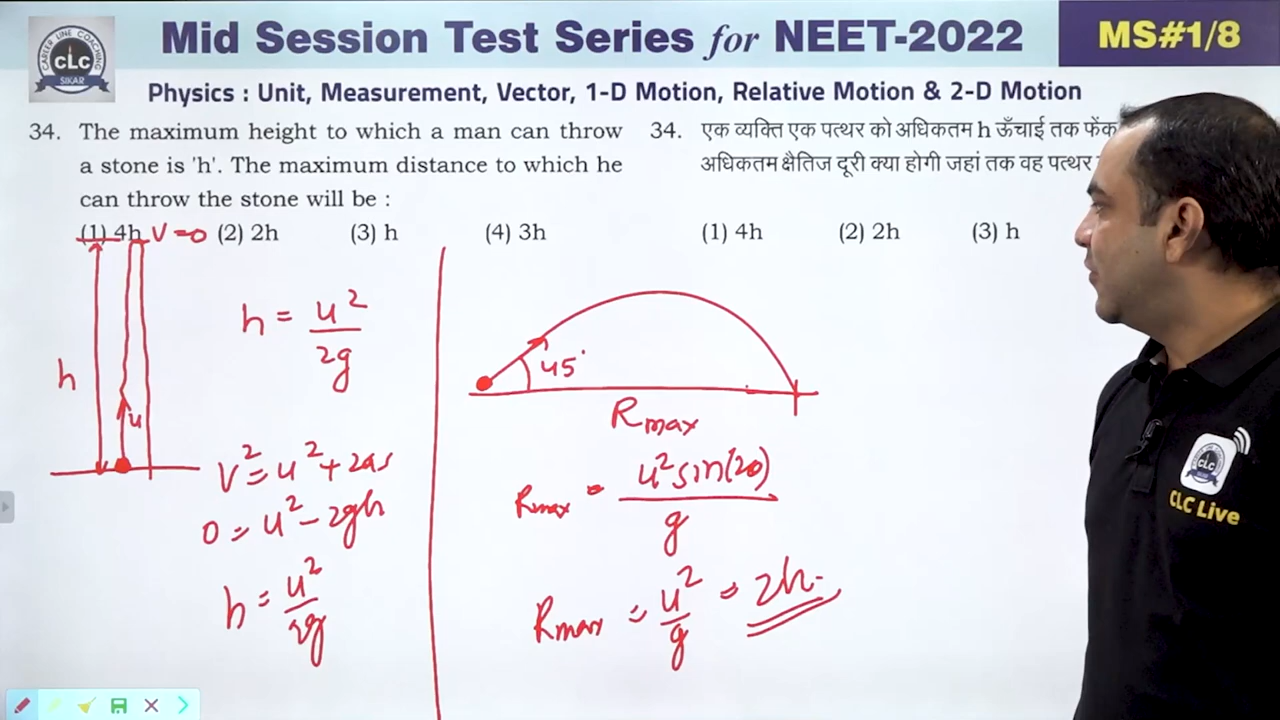 CAREER LINE COACHING
CLC
SIKAR
Mid Session Test Series for NEET-2022
MS#1/8
Physics : Unit, Measurement, Vector, 1-D Motion, Relative Motion & 2-D Motion
34. The maximum height to which a man can throw
a stone is 'h'. The maximum distance to which he
can throw the stone will be :
(1) 4h (2) 2h (3) h (4) 3h
34. एक व्यक्ति एक पत्थर को अधिकतम h ऊँचाई तक फेंक
अधिकतम क्षैतिज दूरी क्या होगी जहां तक वह पत्थर
(1) 4h (2) 2h (3) h
V=0
h
u
h = u²/2g
V² = u² + 2as
0 = u² - 2gh
h = u²/2g
45°
Rmax
Rmax = u² sin(2θ)/g
Rmax = u²/g = 2h
CLC
CLC Live